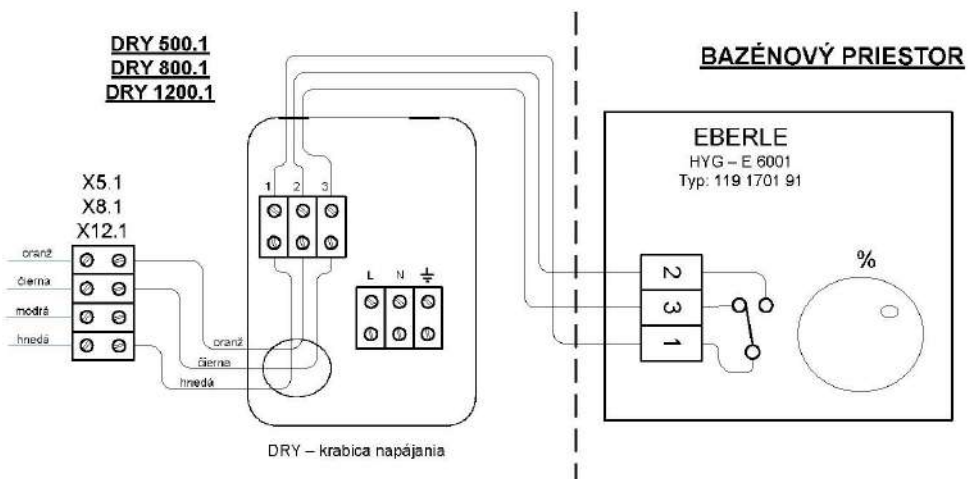 DRY 500.1
DRY 800.1
DRY 1200.1
BAZÉNOVÝ PRIESTOR
EBERLE
HYG – E 6001
Typ: 119 1701 91
X5.1
X8.1
X12.1
1 2 3
oranž
čierna
modrá
hnedá
L N
2
3
1
%
oranž
čierna
hnedá
DRY – krabica napájania